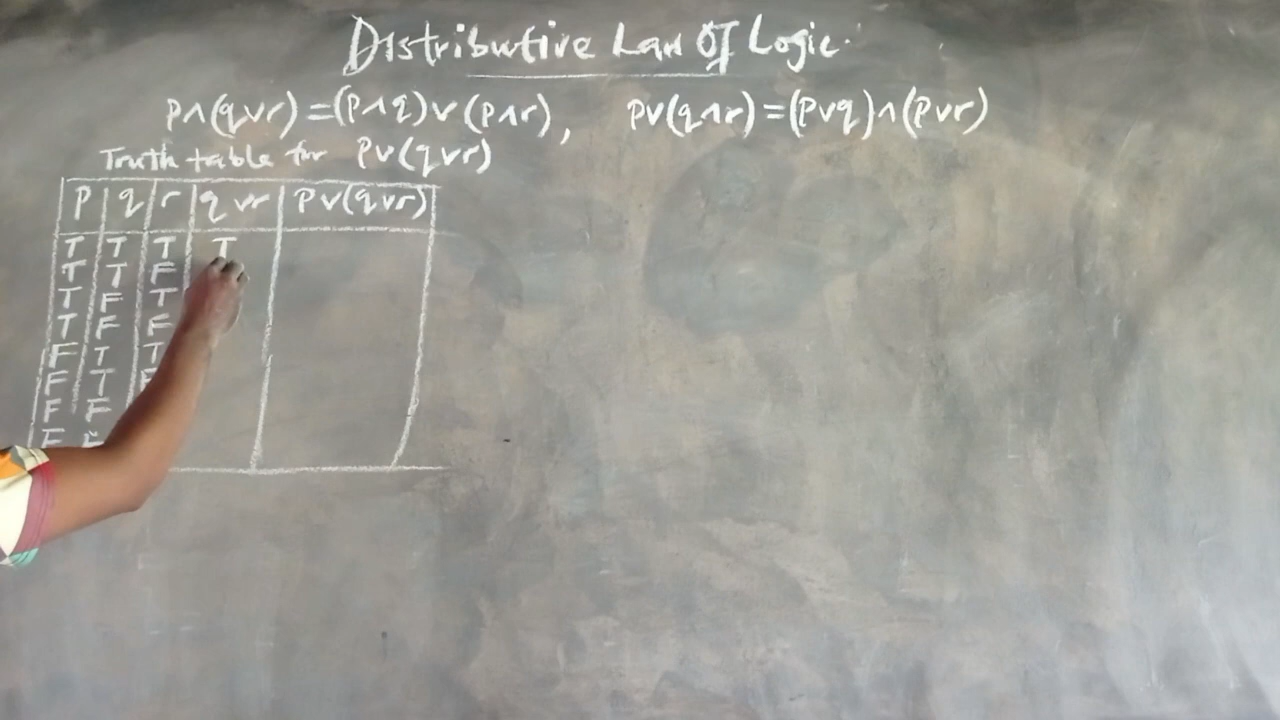 Distributive Law Of Logic.
p∧(q∨r)=(p∧q)∨(p∧r), p∨(q∧r)=(p∨q)∧(p∨r)
Truth table for p∨(q∨r)
p q r q∨r p∨(q∨r)
T T T T
T T F
T F T
T F F
F T T
F T F
F F
F F